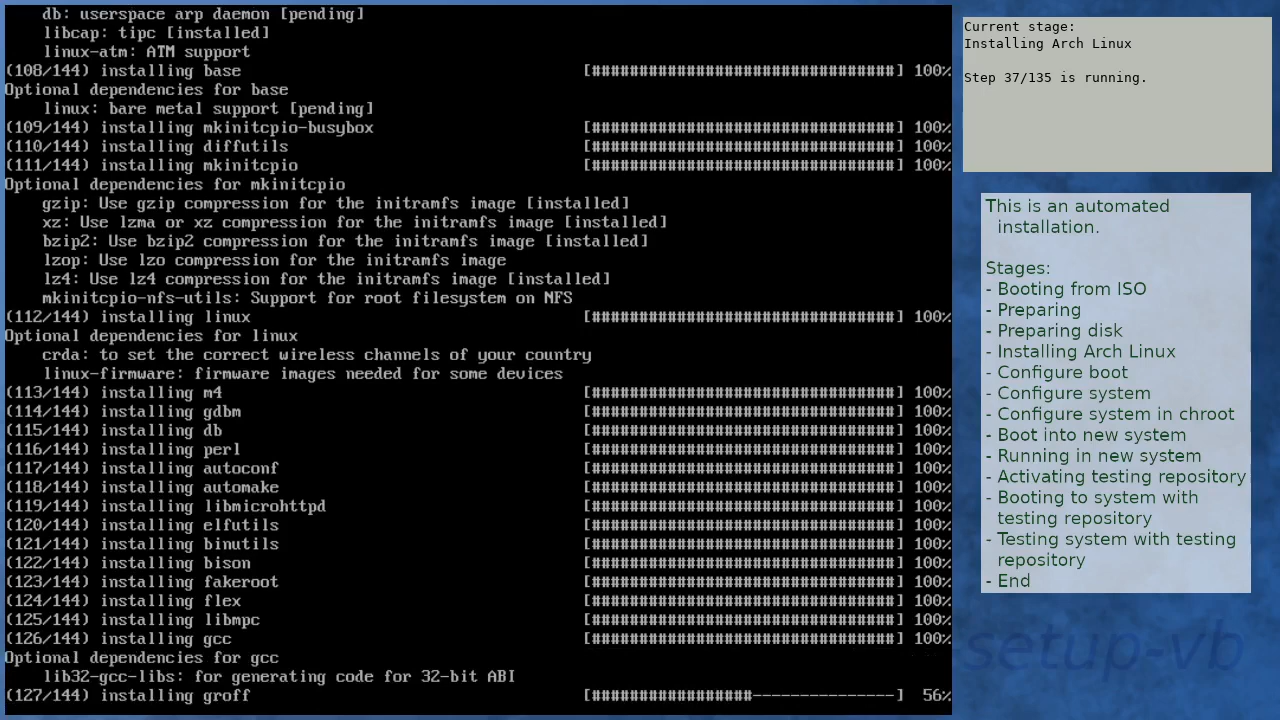 db: userspace arp daemon [pending]
libcap: tipc [installed]
linux-atm: ATM support
(108/144) installing base [################################] 100%
Optional dependencies for base
linux: bare metal support [pending]
(109/144) installing mkinitcpio-busybox [################################] 100%
(110/144) installing diffutils [################################] 100%
(111/144) installing mkinitcpio [################################] 100%
Optional dependencies for mkinitcpio
gzip: Use gzip compression for the initramfs image [installed]
xz: Use lzma or xz compression for the initramfs image [installed]
bzip2: Use bzip2 compression for the initramfs image [installed]
lzop: Use lzo compression for the initramfs image
lz4: Use lz4 compression for the initramfs image [installed]
mkinitcpio-nfs-utils: Support for root filesystem on NFS
(112/144) installing linux [################################] 100%
Optional dependencies for linux
crda: to set the correct wireless channels of your country
linux-firmware: firmware images needed for some devices
(113/144) installing m4 [################################] 100%
(114/144) installing gdbm [################################] 100%
(115/144) installing db [################################] 100%
(116/144) installing perl [################################] 100%
(117/144) installing autoconf [################################] 100%
(118/144) installing automake [################################] 100%
(119/144) installing libmicrohttpd [################################] 100%
(120/144) installing elfutils [################################] 100%
(121/144) installing binutils [################################] 100%
(122/144) installing bison [################################] 100%
(123/144) installing fakeroot [################################] 100%
(124/144) installing flex [################################] 100%
(125/144) installing libmpc [################################] 100%
(126/144) installing gcc [################################] 100%
Optional dependencies for gcc
lib32-gcc-libs: for generating code for 32-bit ABI
(127/144) installing groff [#################---------------] 56%
Current stage:
Installing Arch Linux
Step 37/135 is running.
This is an automated
installation.
Stages:
- Booting from ISO
- Preparing
- Preparing disk
- Installing Arch Linux
- Configure boot
- Configure system
- Configure system in chroot
- Boot into new system
- Running in new system
- Activating testing repository
- Booting to system with
testing repository
- Testing system with testing
repository
- End
setup-vb